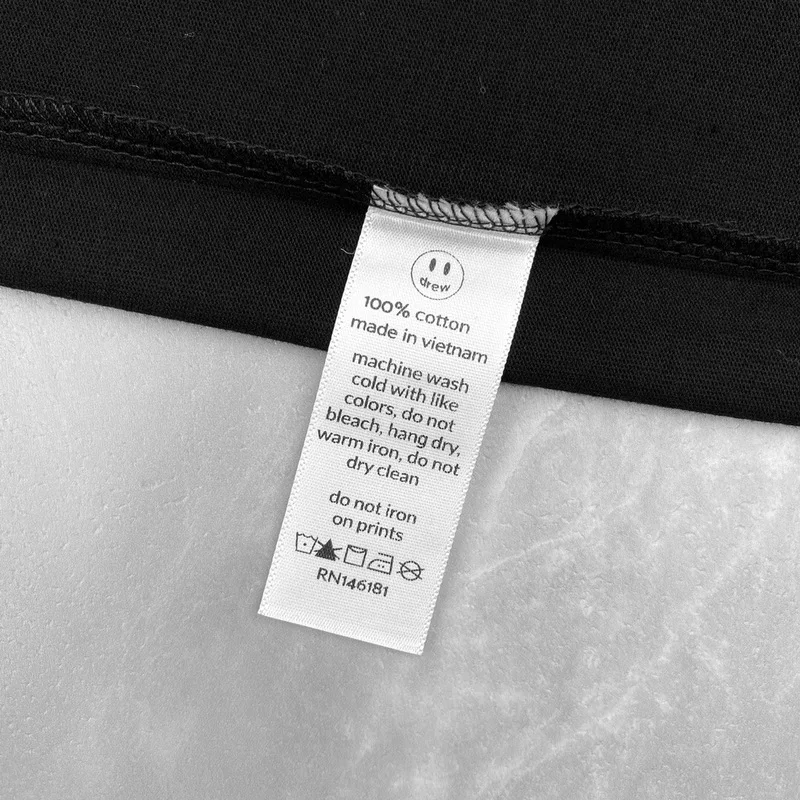 drew
100% cotton
made in vietnam
machine wash
cold with like
colors, do not
bleach, hang dry,
warm iron, do not
dry clean
do not iron
on prints
RN146181